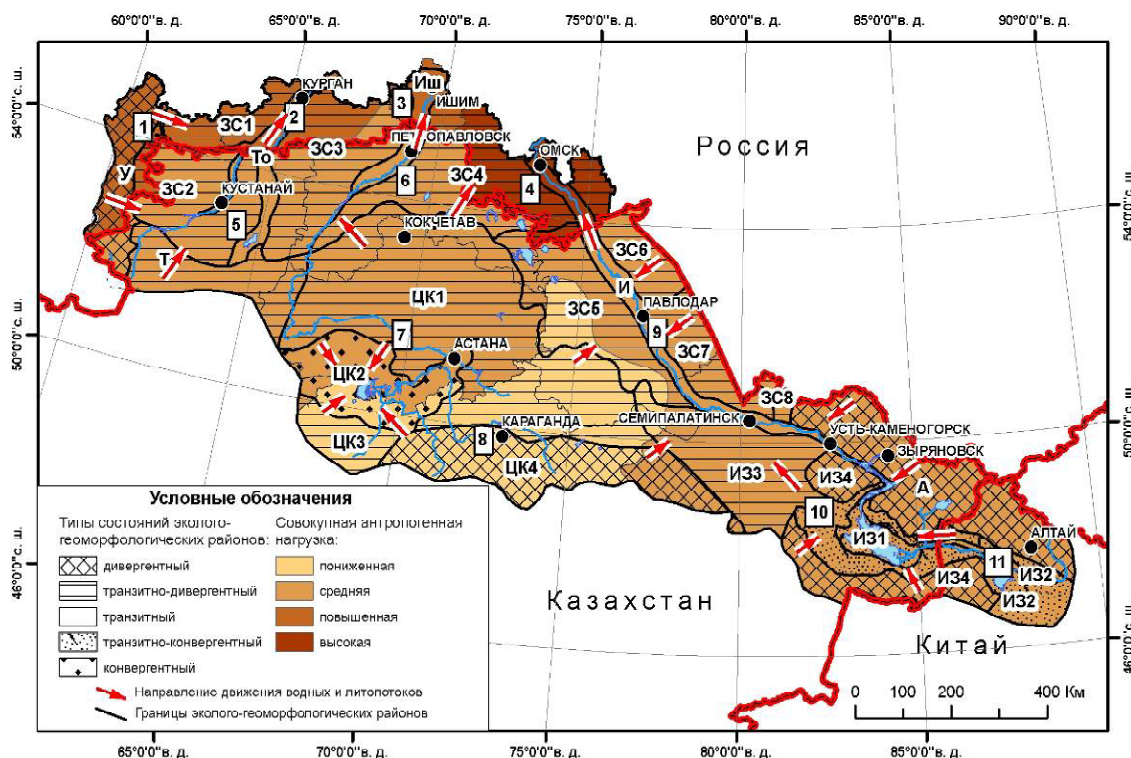 60°0'0"в. д.
65°0'0"в. д.
70°0'0"в. д.
75°0'0"в. д.
80°0'0"в. д.
85°0'0"в. д.
90°0'0"в. д.
54°0'0"с. ш.
50°0'0"с. ш.
46°0'0"с. ш.
54°0'0"с. ш.
50°0'0"с. ш.
46°0'0"с. ш.
Россия
Казахстан
Китай
КУРГАН
Иш
ИШИМ
1
ЗС1
2
3
ПЕТРОПАВЛОВСК
ОМСК
То
ЗС3
У
ЗС2
КУСТАНАЙ
6
ЗС4
4
5
КОКЧЕТАВ
Т
ЗС6
И
ЦК1
ЗС5
ПАВЛОДАР
9
ЗС7
7
АСТАНА
ЦК2
ЗС8
СЕМИПАЛАТИНСК
УСТЬ-КАМЕНОГОРСК
КАРАГАНДА
8
ЦК3
ЦК4
ЗЫРЯНОВСК
ИЗ3
ИЗ4
А
10
ИЗ1
АЛТАЙ
11
ИЗ4
ИЗ2
ИЗ2
Условные обозначения
Типы состояний эколого-
геоморфологических районов:
дивергентный
транзитно-дивергентный
транзитный
транзитно-конвергентный
конвергентный
Совокупная антропогенная
нагрузка:
пониженная
средняя
повышенная
высокая
Направление движения водных и литопотоков
Границы эколого-геоморфологических районов
0 100 200 400 Км
65°0'0"в. д.
70°0'0"в. д.
75°0'0"в. д.
80°0'0"в. д.
85°0'0"в. д.